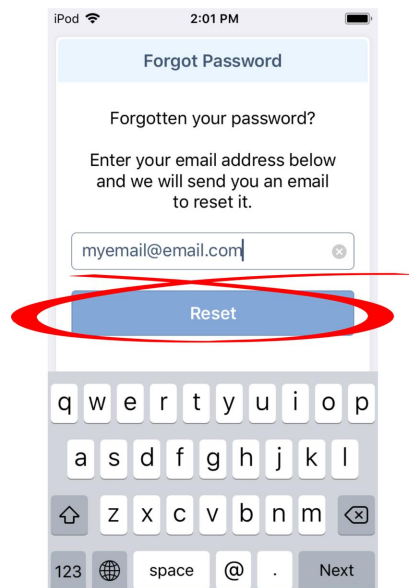 iPod 2:01 PM
Forgot Password
Forgotten your password?
Enter your email address below
and we will send you an email
to reset it.
myemail@email.com
Reset
q w e r t y u i o p
a s d f g h j k l
z x c v b n m
123 space @ . Next